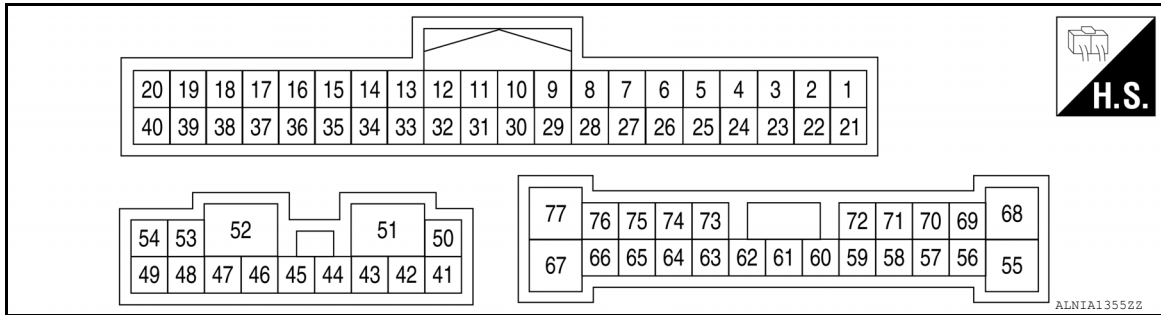 20 19 18 17 16 15 14 13 12 11 10 9 8 7 6 5 4 3 2 1
40 39 38 37 36 35 34 33 32 31 30 29 28 27 26 25 24 23 22 21
H.S.
54 53 52 51 50
49 48 47 46 45 44 43 42 41
77 76 75 74 73 72 71 70 69 68
67 66 65 64 63 62 61 60 59 58 57 56 55
ALNIA1355ZZ